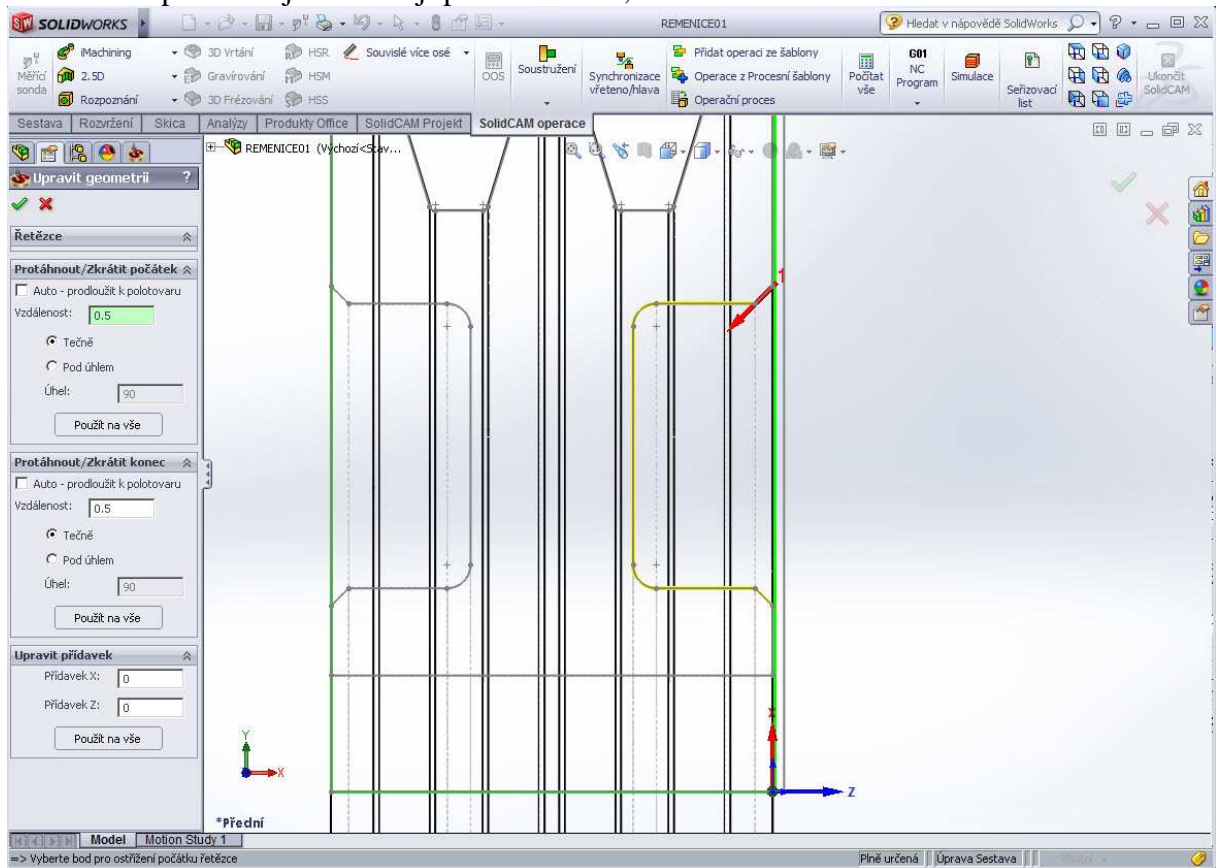 SOLIDWORKS
REMENICE01
Hledat v nápovědě SolidWorks
Měřící sonda
iMachining
2.5D
Rozpoznání
3D Vrtání
Gravírování
3D Frézování
HSR
HSM
HSS
Souvislé více osé
OOS
Soustružení
Synchronizace vřeteno/hlava
Přidat operaci ze šablony
Operace z Procesní šablony
Operační proces
Počítat vše
G01
NC Program
Simulace
Seřizovací list
Ukončit SolidCAM
Sestava
Rozvržení
Skica
Analýzy
Produkty Office
SolidCAM Projekt
SolidCAM operace
REMENICE01 (Výchozí<Stav...
Upravit geometrii ?
Řetězce
Protáhnout/Zkrátit počátek
Auto - prodloužit k polotovaru
Vzdálenost: 0.5
Tečně
Pod úhlem
Úhel: 90
Použít na vše
Protáhnout/Zkrátit konec
Auto - prodloužit k polotovaru
Vzdálenost: 0.5
Tečně
Pod úhlem
Úhel: 90
Použít na vše
Upravit přídavek
Přídavek X: 0
Přídavek Z: 0
Použít na vše
1
Y
X
X
Z
*Přední
Model
Motion Study 1
=> Vyberte bod pro ostřížení počátku řetězce
Plně určená
Úprava Sestava